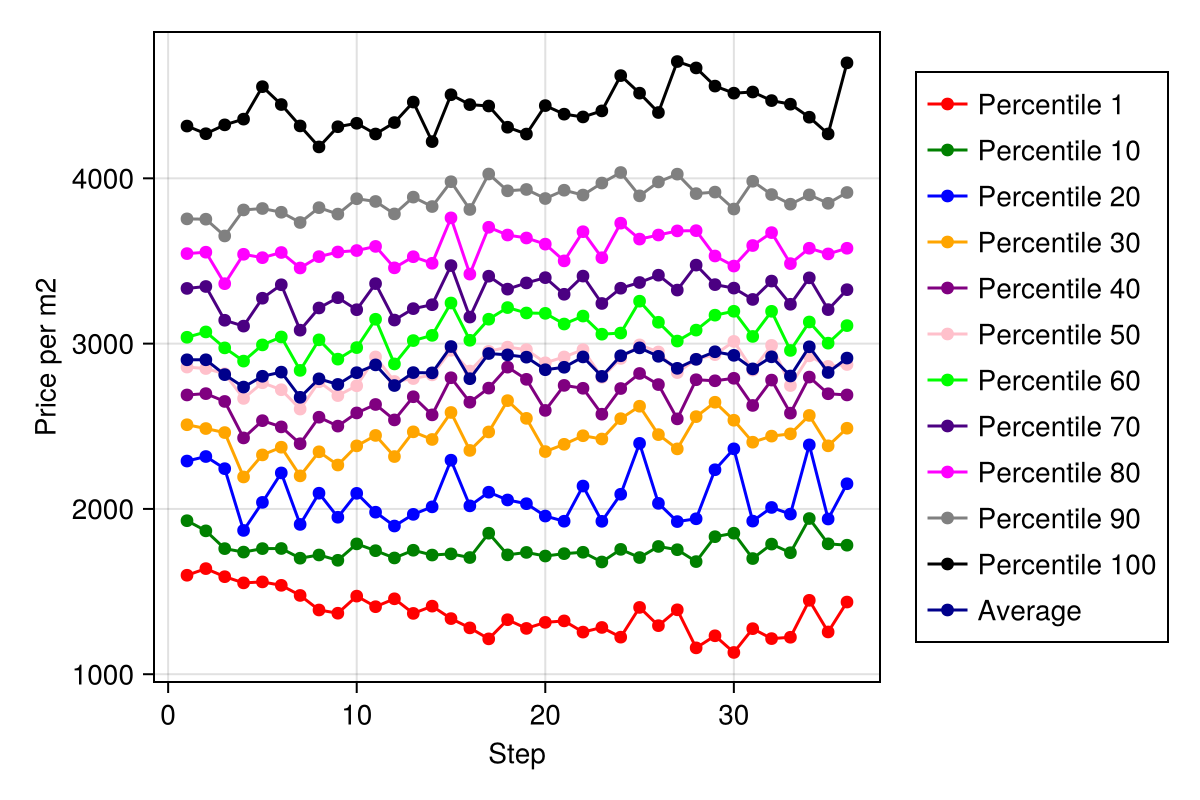 4000
3000
2000
1000
Price per m2
0 10 20 30
Step
Percentile 1
Percentile 10
Percentile 20
Percentile 30
Percentile 40
Percentile 50
Percentile 60
Percentile 70
Percentile 80
Percentile 90
Percentile 100
Average